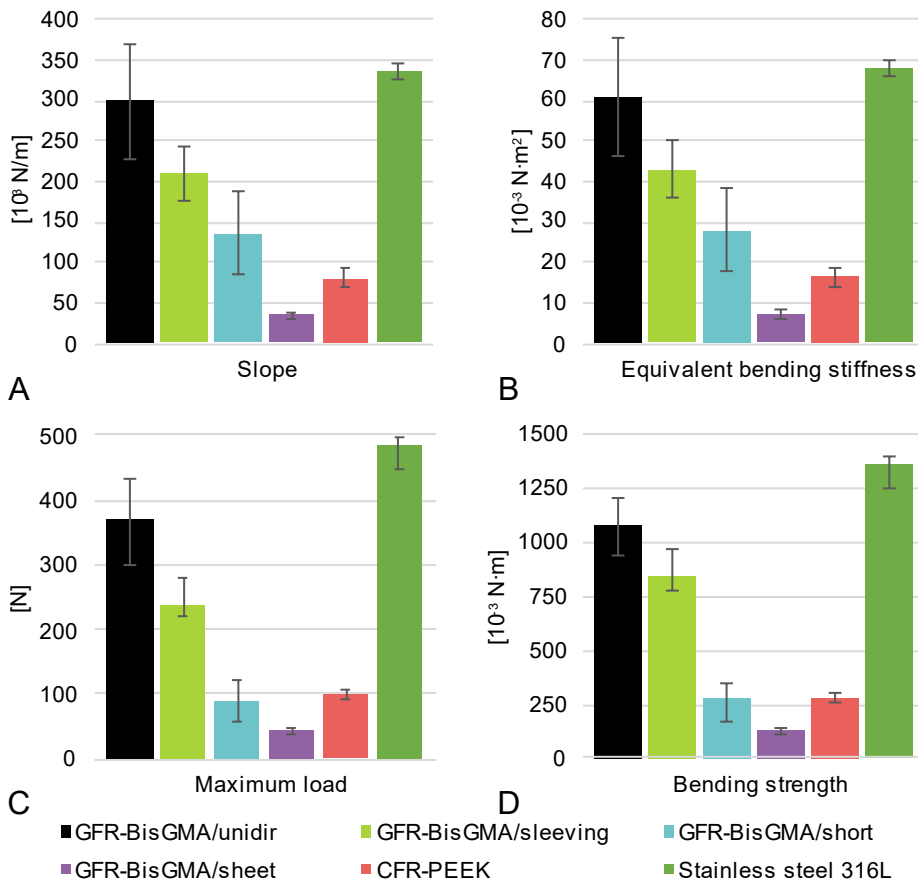 400
350
300
250
200
150
100
50
0
[10³ N/m]
Slope
A
80
70
60
50
40
30
20
10
0
[10⁻³ N·m²]
Equivalent bending stiffness
B
500
400
300
200
100
0
[N]
Maximum load
C
1500
1250
1000
750
500
250
0
[10⁻³ N·m]
Bending strength
D
GFR-BisGMA/unidir GFR-BisGMA/sleeving GFR-BisGMA/short
GFR-BisGMA/sheet CFR-PEEK Stainless steel 316L